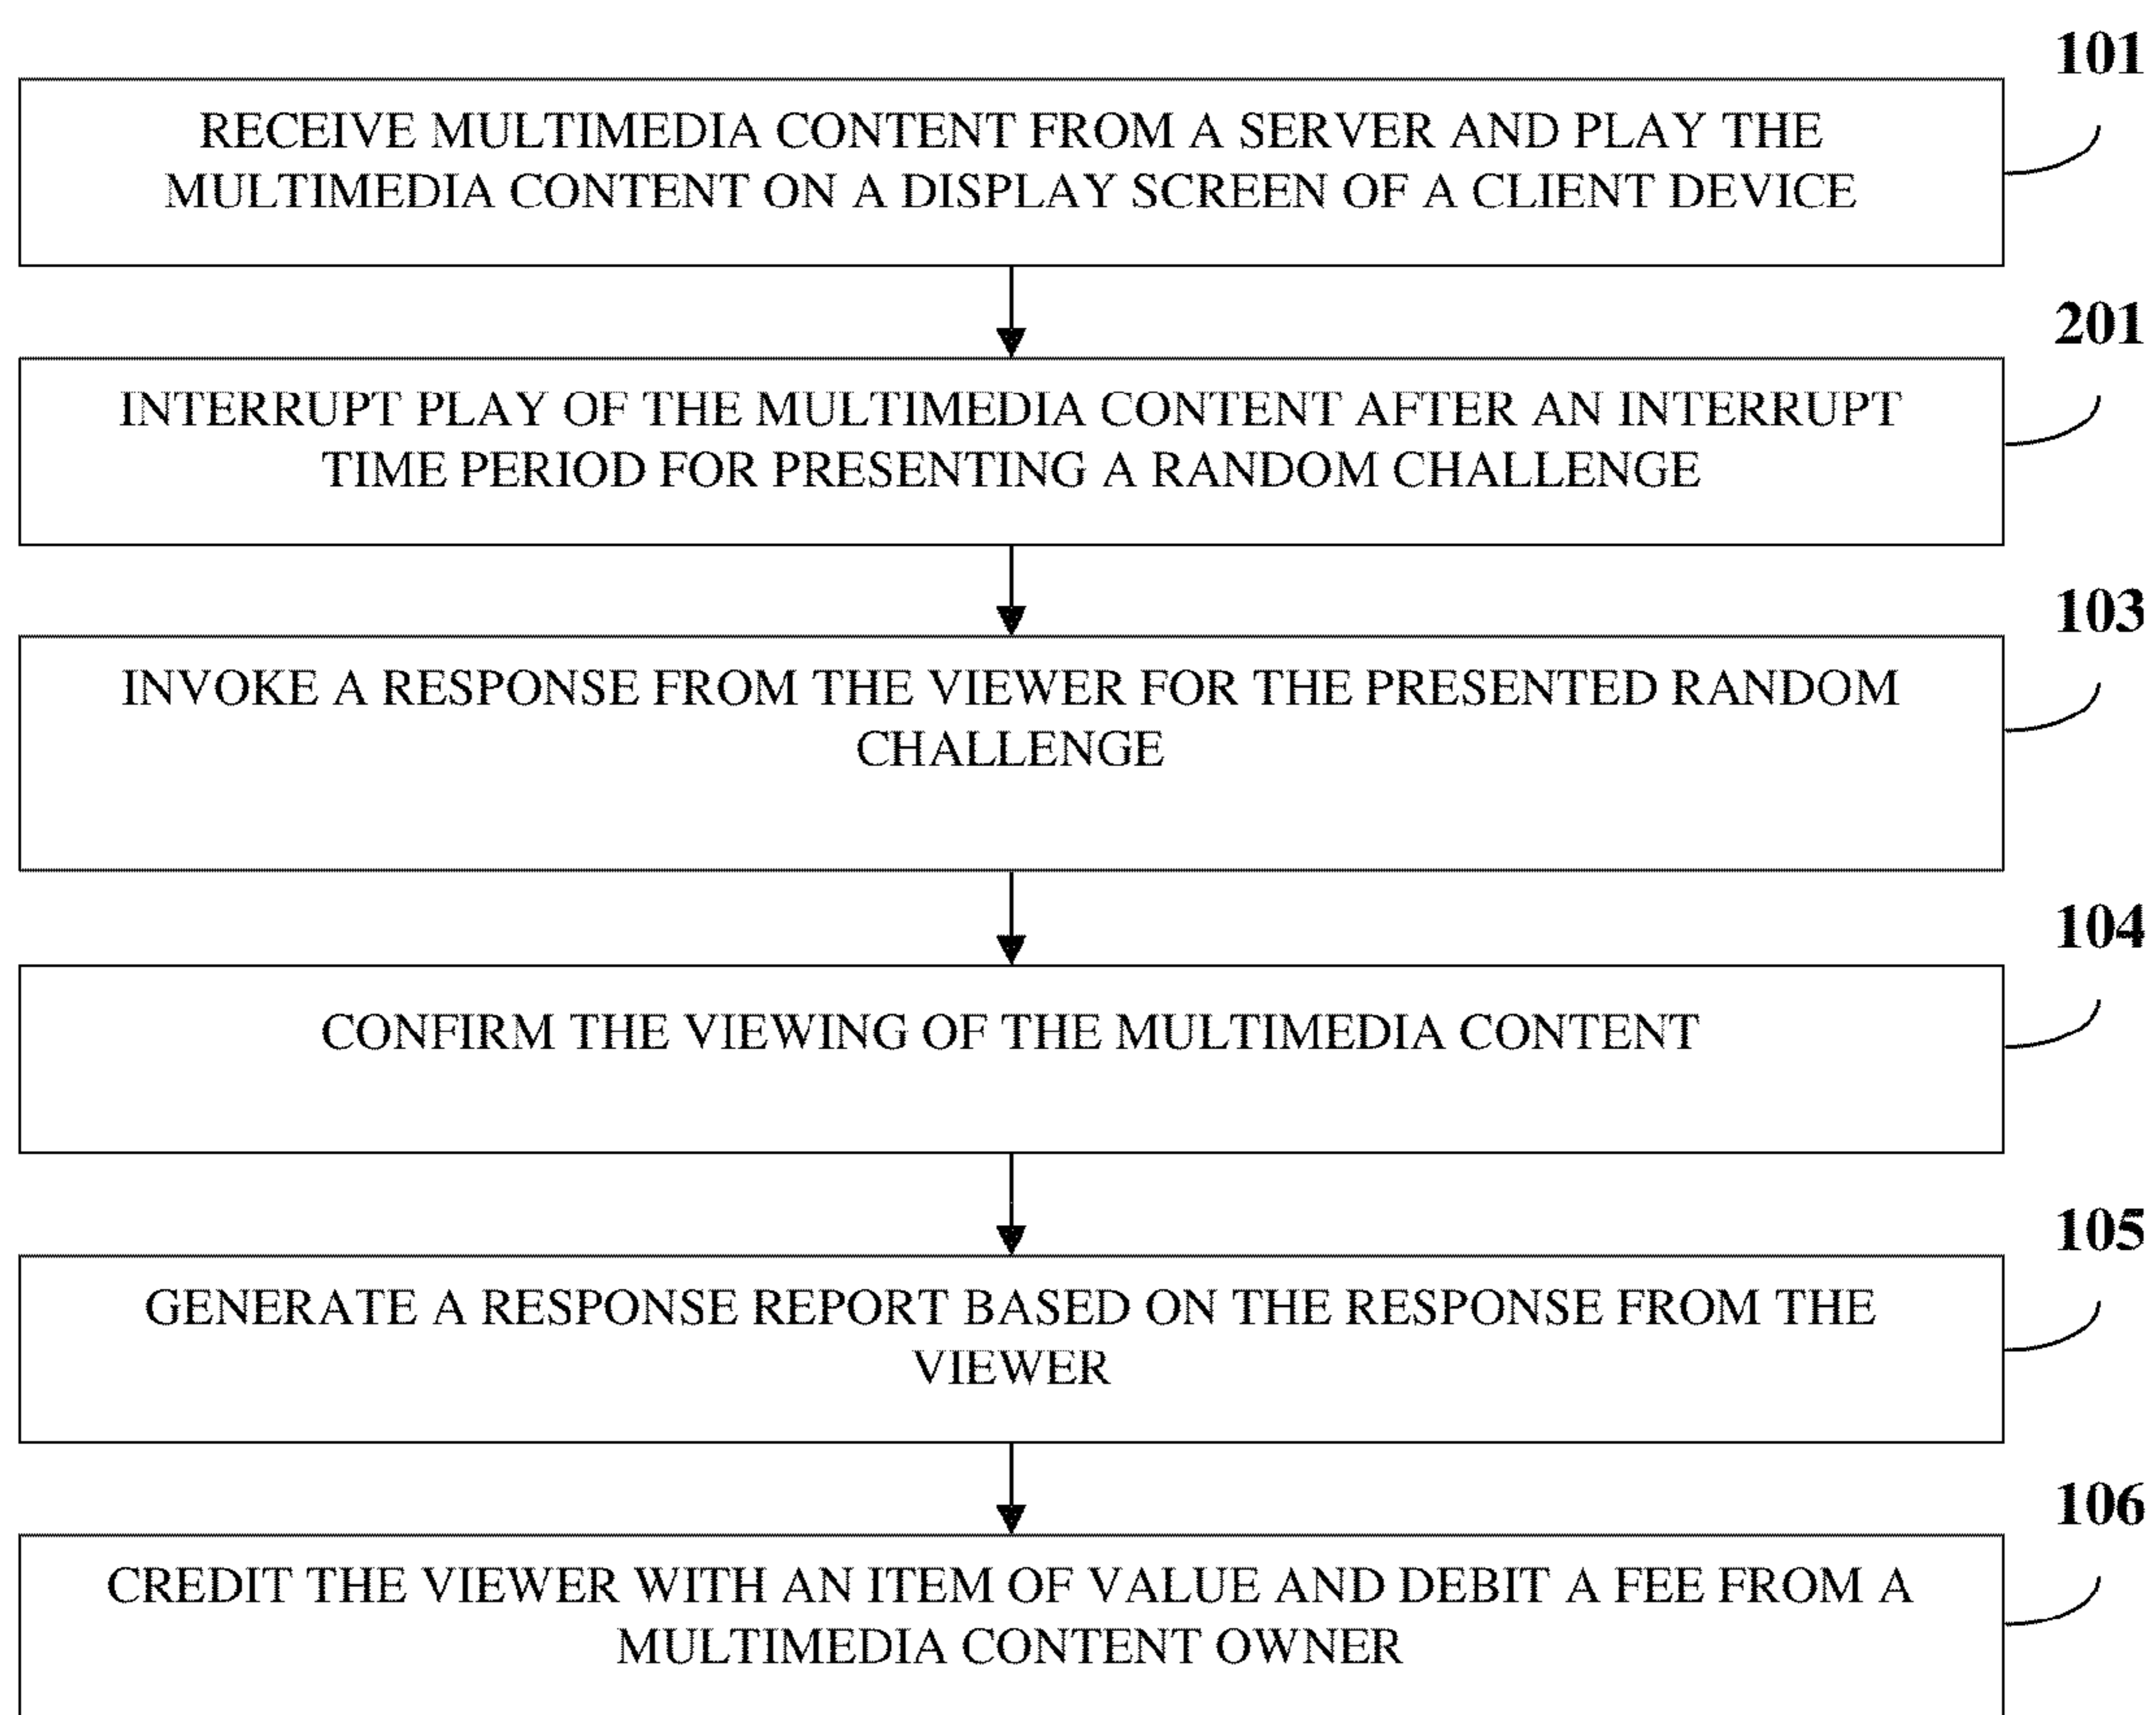 101
RECEIVE MULTIMEDIA CONTENT FROM A SERVER AND PLAY THE
MULTIMEDIA CONTENT ON A DISPLAY SCREEN OF A CLIENT DEVICE
201
INTERRUPT PLAY OF THE MULTIMEDIA CONTENT AFTER AN INTERRUPT
TIME PERIOD FOR PRESENTING A RANDOM CHALLENGE
103
INVOKE A RESPONSE FROM THE VIEWER FOR THE PRESENTED RANDOM
CHALLENGE
104
CONFIRM THE VIEWING OF THE MULTIMEDIA CONTENT
105
GENERATE A RESPONSE REPORT BASED ON THE RESPONSE FROM THE
VIEWER
106
CREDIT THE VIEWER WITH AN ITEM OF VALUE AND DEBIT A FEE FROM A
MULTIMEDIA CONTENT OWNER